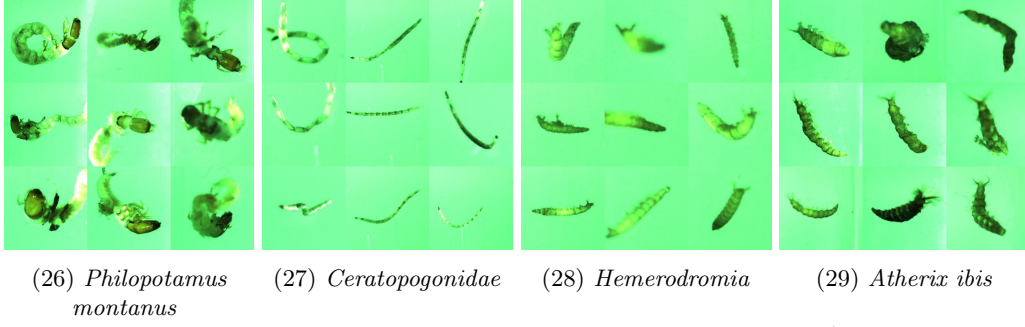 (26) Philopotamus montanus
(27) Ceratopogonidae
(28) Hemerodromia
(29) Atherix ibis